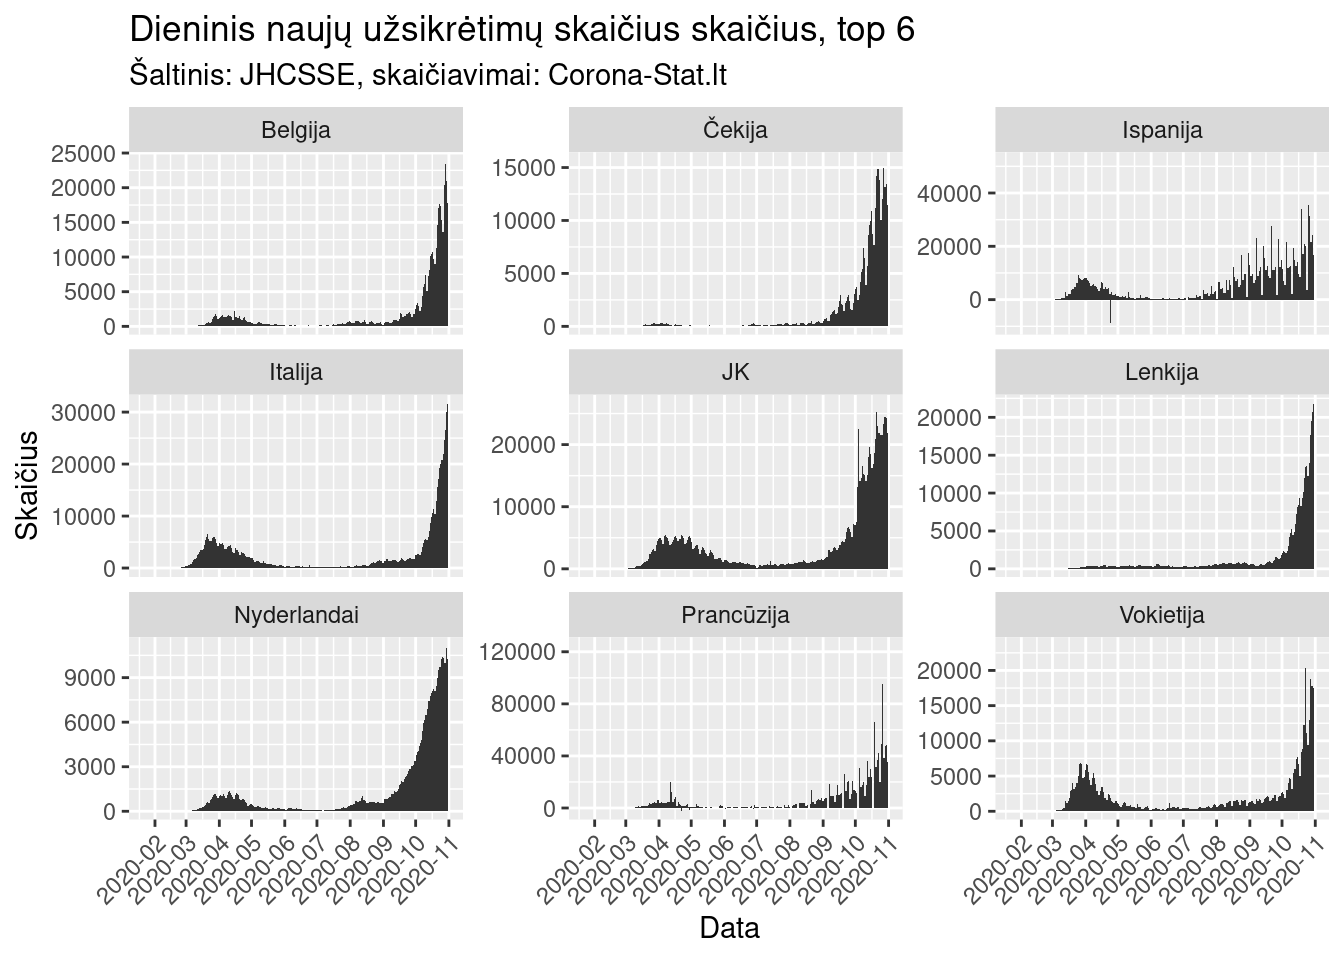 Dieninis naujų užsikrėtimų skaičius skaičius, top 6
Šaltinis: JHCSSE, skaičiavimai: Corona-Stat.lt
Belgija
Čekija
Ispanija
25000
20000
15000
10000
5000
0
15000
10000
5000
0
40000
20000
0
Italija
JK
Lenkija
30000
20000
10000
0
20000
10000
0
20000
15000
10000
5000
0
Nyderlandai
Prancūzija
Vokietija
9000
6000
3000
0
120000
80000
40000
0
20000
15000
10000
5000
0
2020-02 2020-03 2020-04 2020-05 2020-06 2020-07 2020-08 2020-09 2020-10 2020-11
2020-02 2020-03 2020-04 2020-05 2020-06 2020-07 2020-08 2020-09 2020-10 2020-11
2020-02 2020-03 2020-04 2020-05 2020-06 2020-07 2020-08 2020-09 2020-10 2020-11
Skaičius
Data